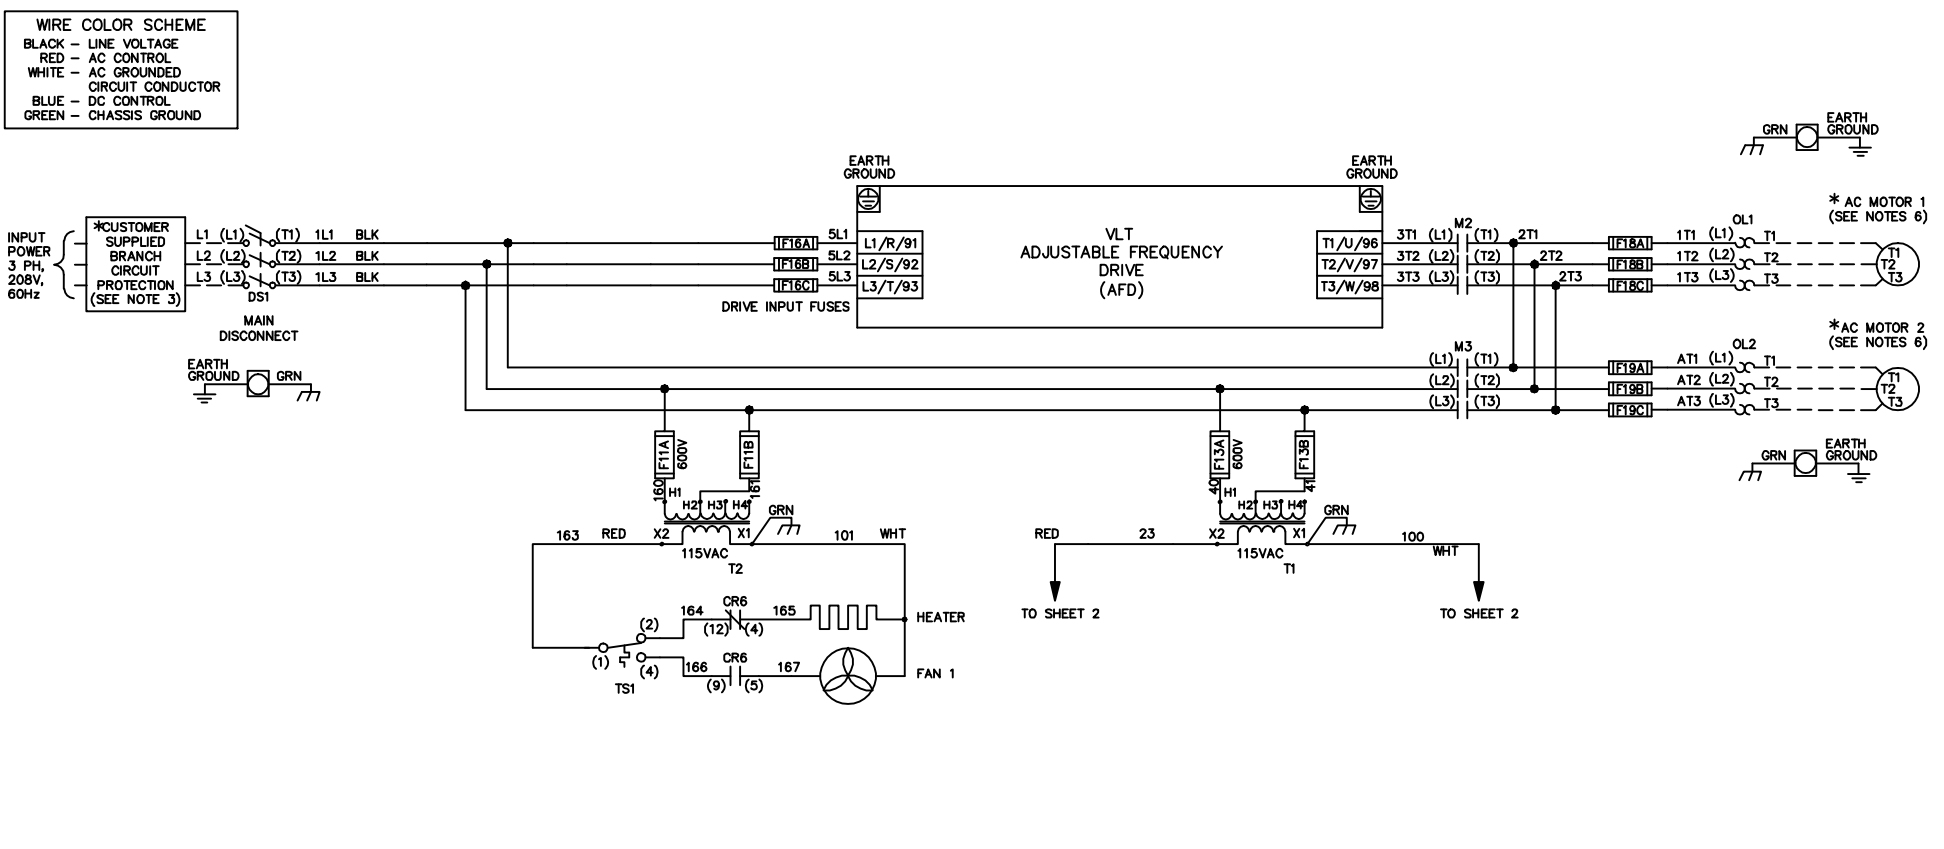 WIRE COLOR SCHEME
BLACK – LINE VOLTAGE
RED – AC CONTROL
WHITE – AC GROUNDED
CIRCUIT CONDUCTOR
BLUE – DC CONTROL
GREEN – CHASSIS GROUND
GRN
EARTH
GROUND
EARTH
GROUND
EARTH
GROUND
INPUT
POWER
3 PH,
208V,
60Hz
*CUSTOMER
SUPPLIED
BRANCH
CIRCUIT
PROTECTION
(SEE NOTE 3)
L1 (L1) (T1) 1L1 BLK
L2 (L2) (T2) 1L2 BLK
L3 (L3) (T3) 1L3 BLK
DS1
MAIN
DISCONNECT
EARTH
GROUND
GRN
F16A 5L1 L1/R/91
F16B 5L2 L2/S/92
F16C 5L3 L3/T/93
DRIVE INPUT FUSES
VLT
ADJUSTABLE FREQUENCY
DRIVE
(AFD)
M2
T1/U/96 3T1 (L1) (T1) 2T1
T2/V/97 3T2 (L2) (T2) 2T2
T3/W/98 3T3 (L3) (T3) 2T3
OL1
F18A 1T1 (L1) T1
F18B 1T2 (L2) T2
F18C 1T3 (L3) T3
* AC MOTOR 1
(SEE NOTES 6)
T1
T2
T3
M3
(L1) (T1)
(L2) (T2)
(L3) (T3)
OL2
F19A AT1 (L1) T1
F19B AT2 (L2) T2
F19C AT3 (L3) T3
*AC MOTOR 2
(SEE NOTES 6)
T1
T2
T3
GRN
EARTH
GROUND
F11A
600V
F11B
160
161
H1 H2 H3 H4
GRN
163 RED X2 X1 101 WHT
115VAC
T2
164 CR6 165
(12) (4)
HEATER
(2)
(1)
(4)
TS1
166 CR6 167
(9) (5)
FAN 1
F13A
600V
F13B
40
41
H1 H2 H3 H4
GRN
RED 23 X2 X1 100
WHT
115VAC
T1
TO SHEET 2
TO SHEET 2